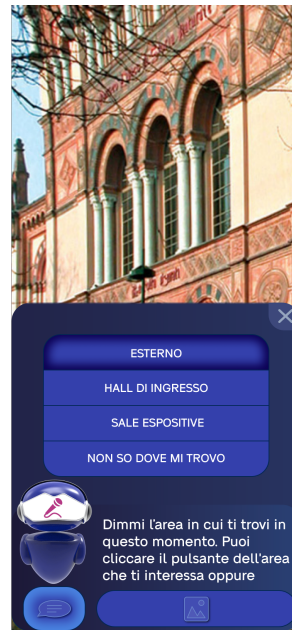 ESTERNO
HALL DI INGRESSO
SALE ESPOSITIVE
NON SO DOVE MI TROVO
Dimmi l'area in cui ti trovi in
questo momento. Puoi
cliccare il pulsante dell'area
che ti interessa oppure